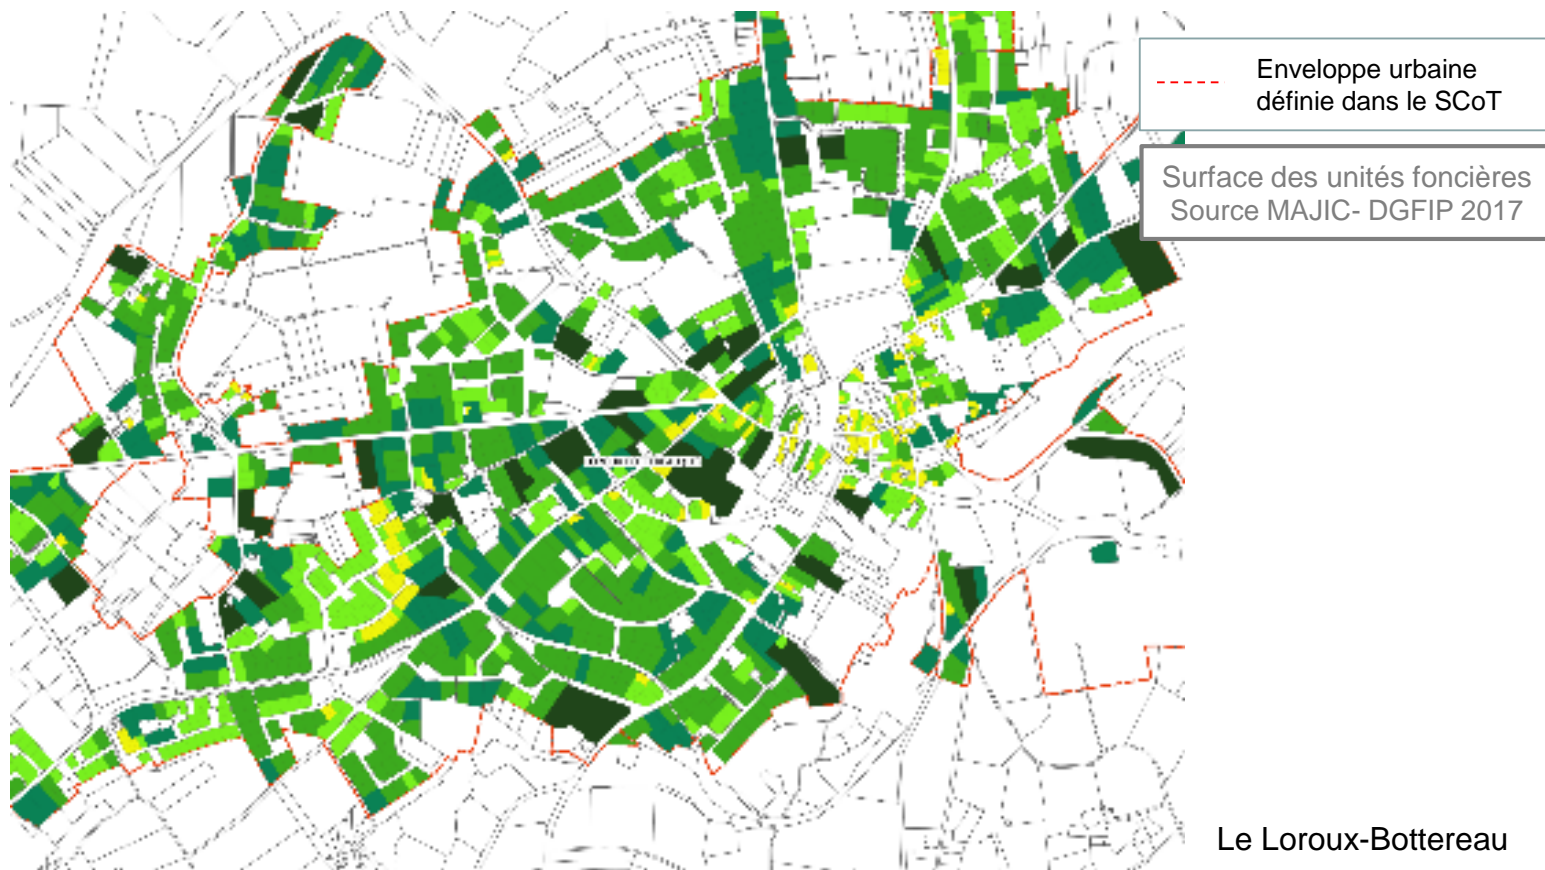 Enveloppe urbaine
définie dans le SCoT
Surface des unités foncières
Source MAJIC- DGFIP 2017
Le Loroux-Bottereau